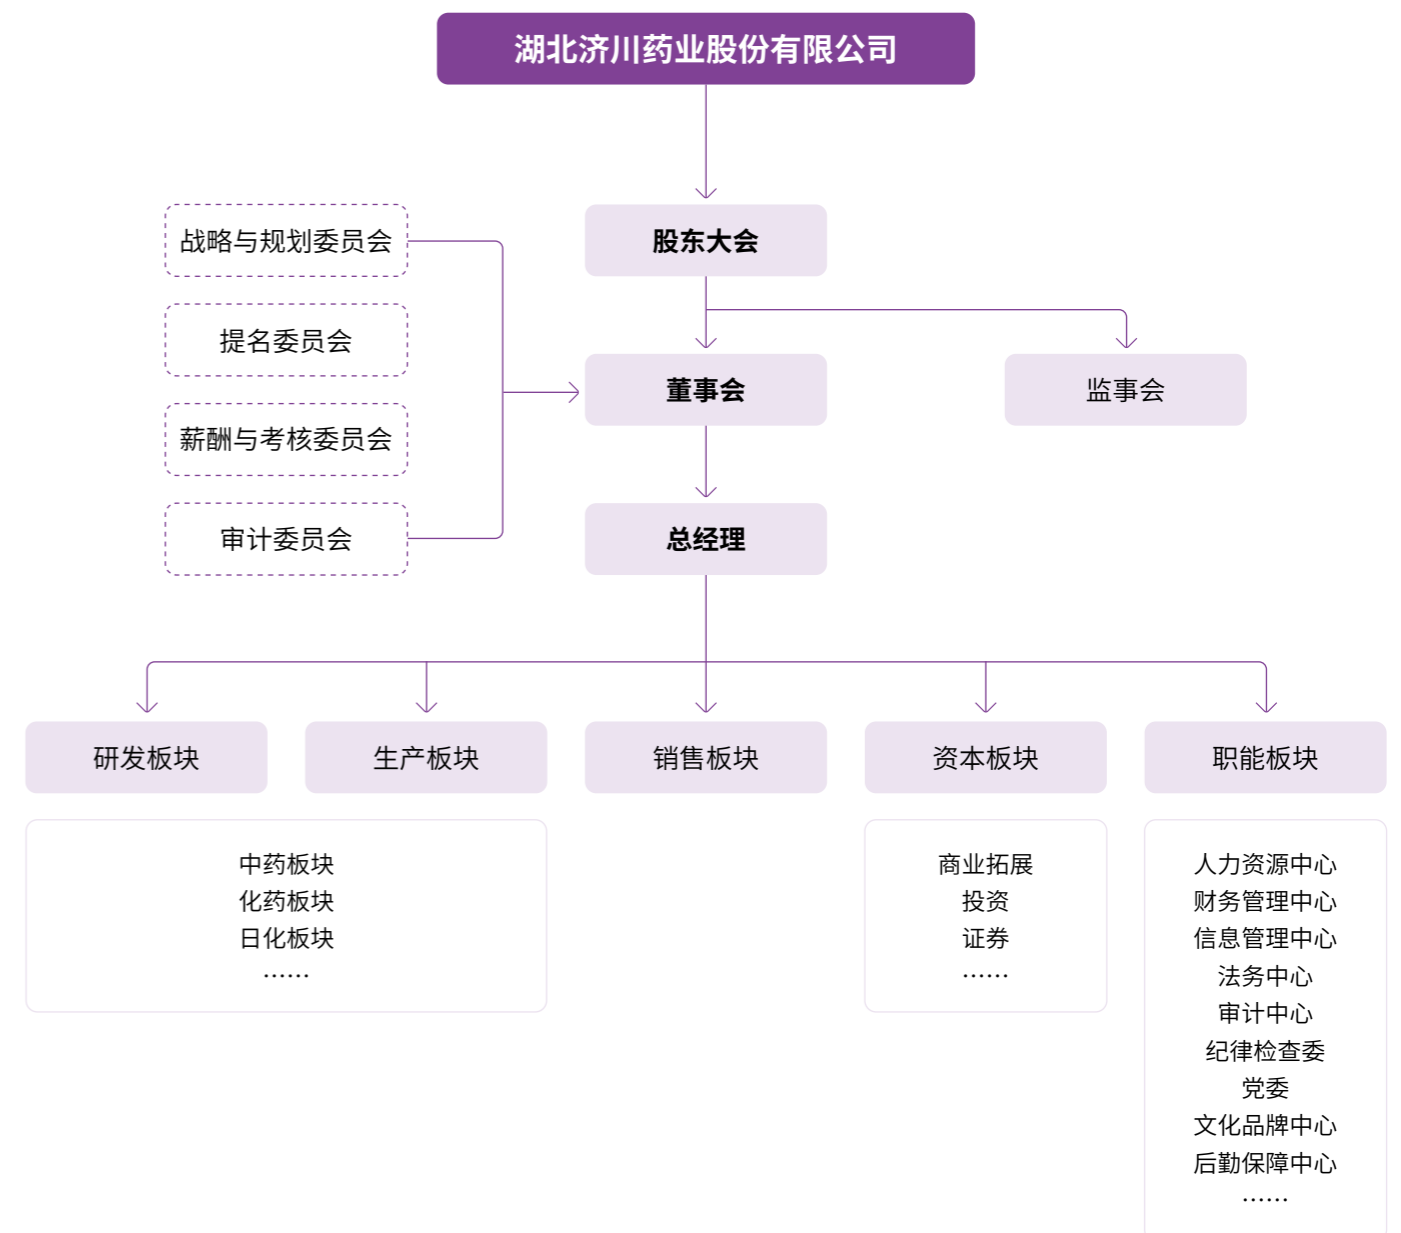 湖北济川药业股份有限公司
战略与规划委员会
股东大会
提名委员会
董事会
监事会
薪酬与考核委员会
审计委员会
总经理
研发板块
生产板块
销售板块
资本板块
职能板块
中药板块
化药板块
日化板块
……
商业拓展
投资
证券
……
人力资源中心
财务管理中心
信息管理中心
法务中心
审计中心
纪律检查委
党委
文化品牌中心
后勤保障中心
……